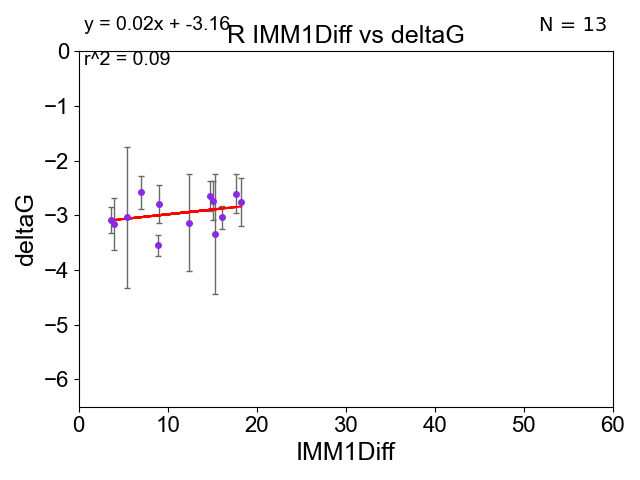 y = 0.02x + -3.16
R IMM1Diff vs deltaG
N = 13
r^2 = 0.09
0
−1
−2
−3
−4
−5
−6
deltaG
0 10 20 30 40 50 60
IMM1Diff